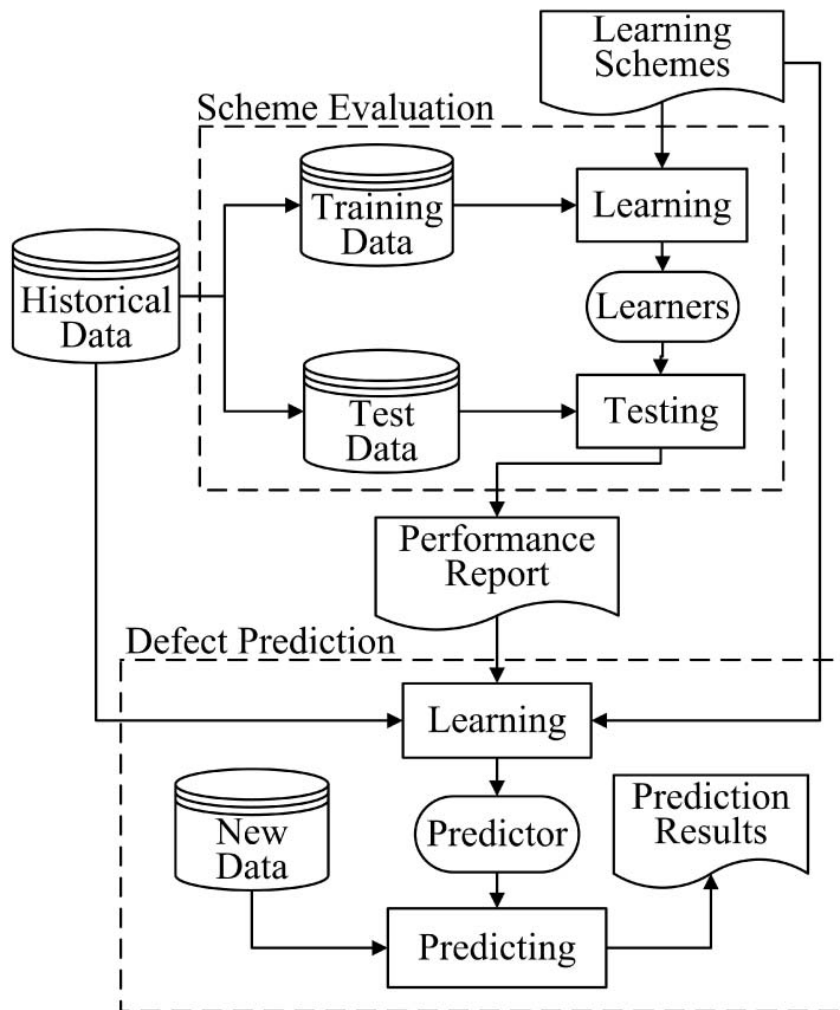 Learning
Schemes
Scheme Evaluation
Training
Data
Learning
Historical
Data
Learners
Test
Data
Testing
Performance
Report
Defect Prediction
Learning
New
Data
Predictor
Prediction
Results
Predicting